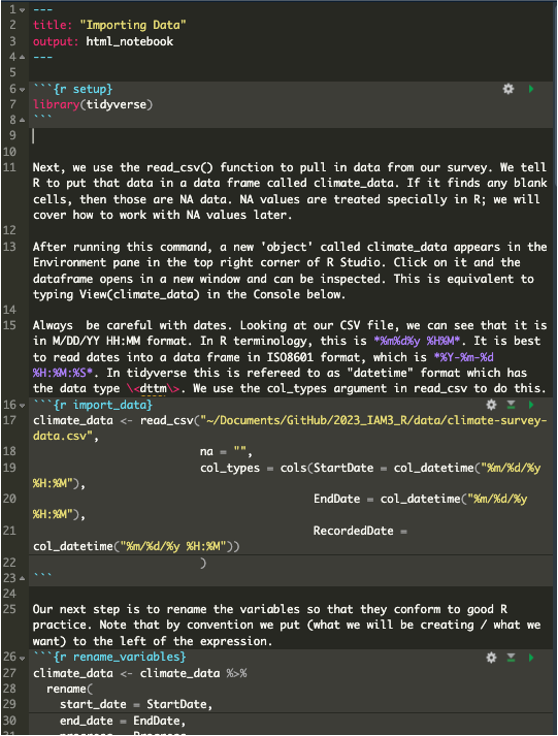 1 ---
2 title: "Importing Data"
3 output: html_notebook
4 ---
5
6 ```{r setup}
7 library(tidyverse)
8 ```
9
10
11 Next, we use the read_csv() function to pull in data from our survey. We tell
R to put that data in a data frame called climate_data. If it finds any blank
cells, then those are NA data. NA values are treated specially in R; we will
cover how to work with NA values later.
12
13 After running this command, a new 'object' called climate_data appears in the
Environment pane in the top right corner of R Studio. Click on it and the
dataframe opens in a new window and can be inspected. This is equivalent to
typing View(climate_data) in the Console below.
14
15 Always  be careful with dates. Looking at our CSV file, we can see that it is
in M/DD/YY HH:MM format. In R terminology, this is *%m%d%y %H%M*. It is best
to read dates into a data frame in ISO8601 format, which is *%Y-%m-%d
%H:%M:%S*. In tidyverse this is refereed to as "datetime" format which has
the data type \<dttm\>. We use the col_types argument in read_csv to do this.
16 ```{r import_data}
17 climate_data <- read_csv("~/Documents/GitHub/2023_IAM3_R/data/climate-survey-
data.csv",
18 na = "",
19 col_types = cols(StartDate = col_datetime("%m/%d/%y
%H:%M"),
20 EndDate = col_datetime("%m/%d/%y
%H:%M"),
21 RecordedDate =
col_datetime("%m/%d/%y %H:%M"))
22 )
23 ```
24
25 Our next step is to rename the variables so that they conform to good R
practice. Note that by convention we put (what we will be creating / what we
want) to the left of the expression.
26 ```{r rename_variables}
27 climate_data <- climate_data %>%
28 rename(
29 start_date = StartDate,
30 end_date = EndDate,